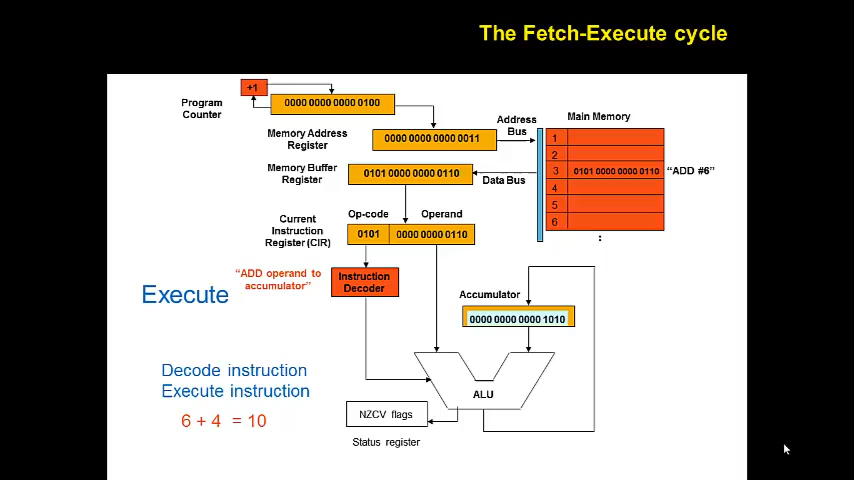 The Fetch-Execute cycle
+1
Program
Counter
0000 0000 0000 0100
Memory Address
Register
0000 0000 0000 0011
Address
Bus
Main Memory
1
2
3 0101 0000 0000 0110 “ADD #6”
4
5
6
:
Memory Buffer
Register
0101 0000 0000 0110
Data Bus
Op-code Operand
Current
Instruction
Register (CIR)
0101 0000 0000 0110
“ADD operand to
accumulator”
Instruction
Decoder
Execute
Accumulator
0000 0000 0000 1010
Decode instruction
Execute instruction
6 + 4 = 10
ALU
NZCV flags
Status register